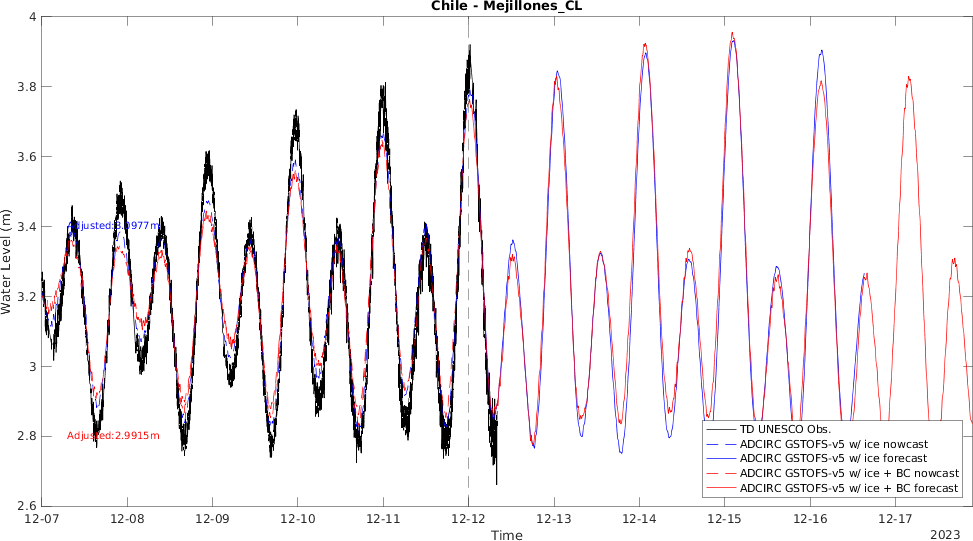 Chile - Mejillones_CL
4
3.8
3.6
3.4
3.2
3
2.8
2.6
Water Level (m)
Adjusted:3.0977m
Adjusted:2.9915m
TD UNESCO Obs.
ADCIRC GSTOFS-v5 w/ ice nowcast
ADCIRC GSTOFS-v5 w/ ice forecast
ADCIRC GSTOFS-v5 w/ ice + BC nowcast
ADCIRC GSTOFS-v5 w/ ice + BC forecast
12-07 12-08 12-09 12-10 12-11 12-12 12-13 12-14 12-15 12-16 12-17
Time
2023